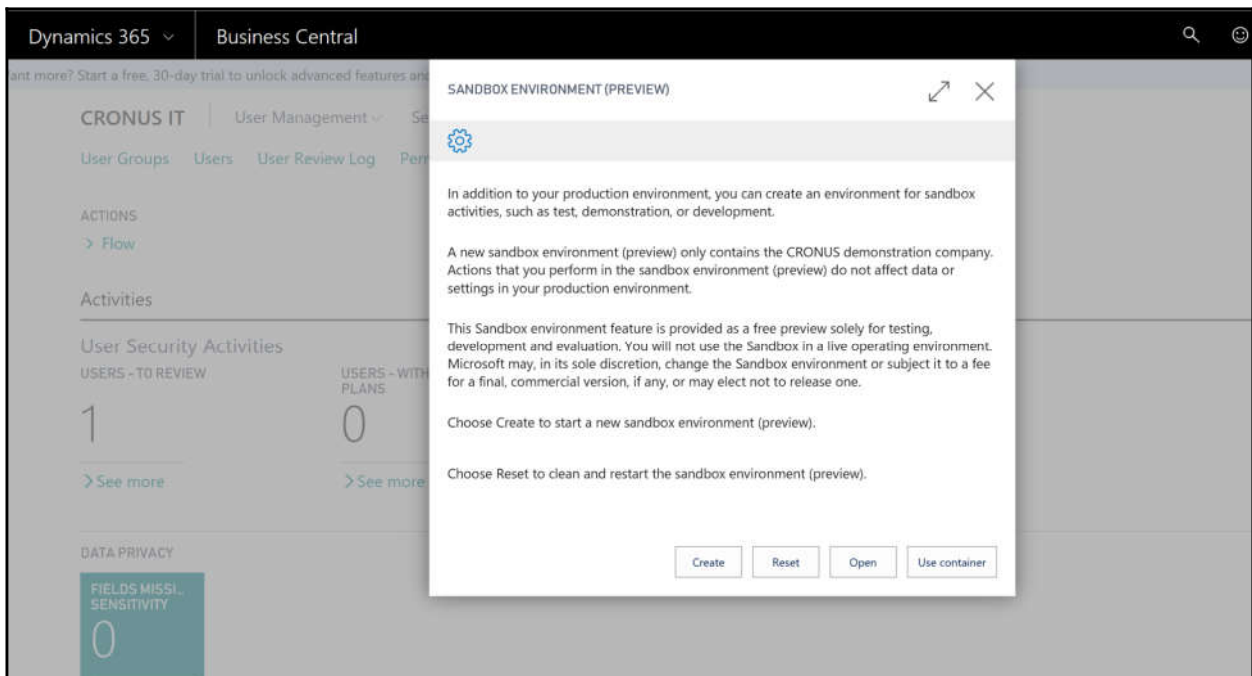 Dynamics 365
Business Central
ant more? Start a free, 30-day trial to unlock advanced features and
CRONUS IT
User Management
Se
User Groups
Users
User Review Log
Perm
ACTIONS
> Flow
Activities
User Security Activities
USERS - TO REVIEW
1
> See more
USERS - WITH
PLANS
0
> See more
DATA PRIVACY
FIELDS MISSI...
SENSITIVITY
0
SANDBOX ENVIRONMENT (PREVIEW)
In addition to your production environment, you can create an environment for sandbox
activities, such as test, demonstration, or development.
A new sandbox environment (preview) only contains the CRONUS demonstration company.
Actions that you perform in the sandbox environment (preview) do not affect data or
settings in your production environment.
This Sandbox environment feature is provided as a free preview solely for testing,
development and evaluation. You will not use the Sandbox in a live operating environment.
Microsoft may, in its sole discretion, change the Sandbox environment or subject it to a fee
for a final, commercial version, if any, or may elect not to release one.
Choose Create to start a new sandbox environment (preview).
Choose Reset to clean and restart the sandbox environment (preview).
Create
Reset
Open
Use container